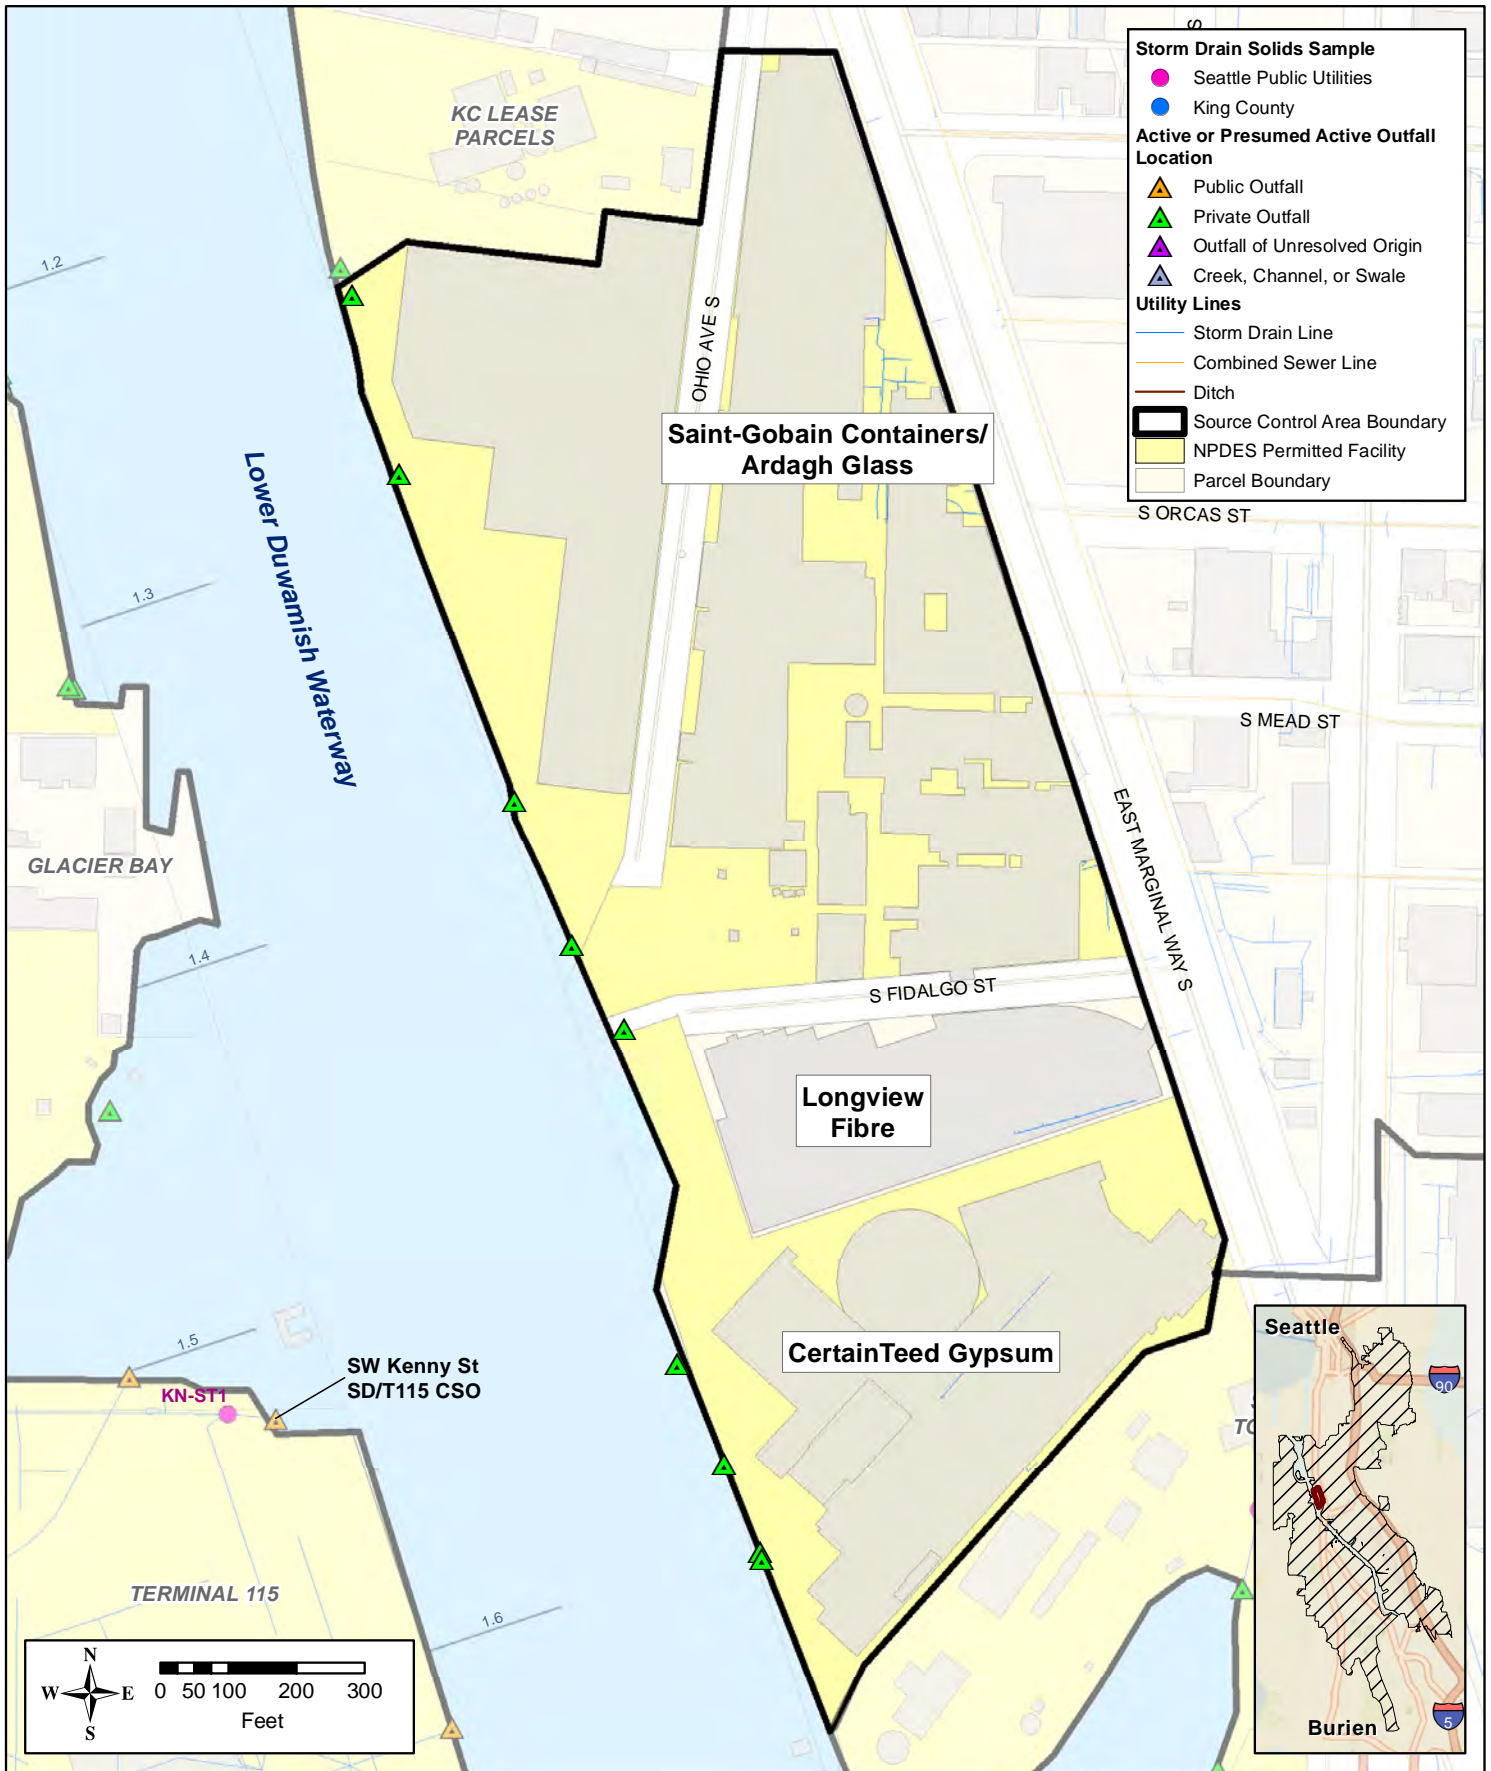 S
Storm Drain Solids Sample
Seattle Public Utilities
King County
Active or Presumed Active Outfall
Location
Public Outfall
Private Outfall
Outfall of Unresolved Origin
Creek, Channel, or Swale
Utility Lines
Storm Drain Line
Combined Sewer Line
Ditch
Source Control Area Boundary
NPDES Permitted Facility
Parcel Boundary
KC LEASE
PARCELS
1.2
OHIO AVE S
Saint-Gobain Containers/
Ardagh Glass
Lower Duwamish Waterway
S ORCAS ST
1.3
S MEAD ST
EAST MARGINAL WAY S
GLACIER BAY
1.4
S FIDALGO ST
Longview
Fibre
1.5
SW Kenny St
SD/T115 CSO
KN-ST1
CertainTeed Gypsum
TERMINAL 115
1.6
N
W E
S
0 50 100 200 300
Feet
Seattle
90
Burien
5